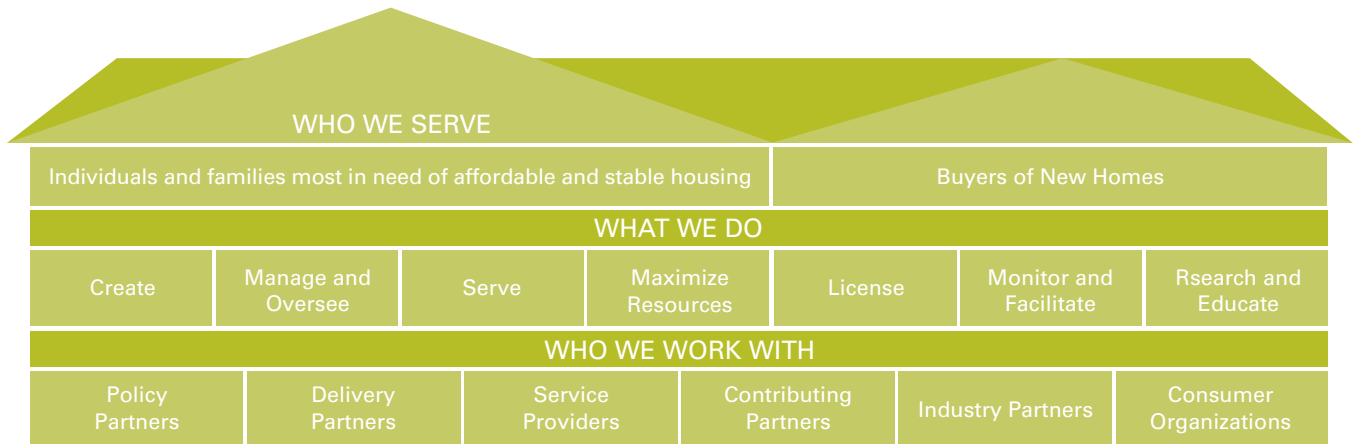 WHO WE SERVE
Individuals and families most in need of affordable and stable housing
Buyers of New Homes
WHAT WE DO
Create
Manage and
Oversee
Serve
Maximize
Resources
License
Monitor and
Facilitate
Rsearch and
Educate
WHO WE WORK WITH
Policy
Partners
Delivery
Partners
Service
Providers
Contributing
Partners
Industry Partners
Consumer
Organizations